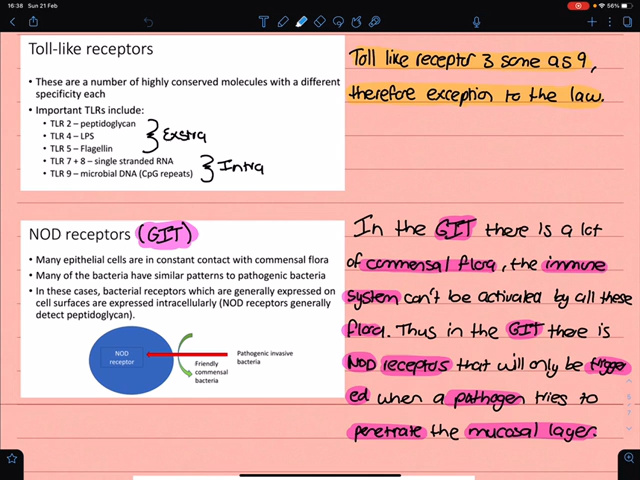 16:38 Sun 21 Feb
56%
Toll-like receptors
• These are a number of highly conserved molecules with a different
specificity each
• Important TLRs include:
• TLR 2 – peptidoglycan
• TLR 4 – LPS
• TLR 5 – Flagellin
Exstra
• TLR 7 + 8 – single stranded RNA
• TLR 9 – microbial DNA (CpG repeats)
Intra
Toll like receptor 3 same as 9,
therefore exception to the law.
NOD receptors (GIT)
• Many epithelial cells are in constant contact with commensal flora
• Many of the bacteria have similar patterns to pathogenic bacteria
• In these cases, bacterial receptors which are generally expressed on
cell surfaces are expressed intracellularly (NOD receptors generally
detect peptidoglycan).
NOD
receptor
Pathogenic invasive
bacteria
Friendly
commensal
bacteria
In the GIT there is a lot
of commensal flora, the immune
system can't be activated by all these
flora. Thus in the GIT there is
NOD receptors that will only be trigger
ed when a pathogen tries to
penetrate the mucosal layer.